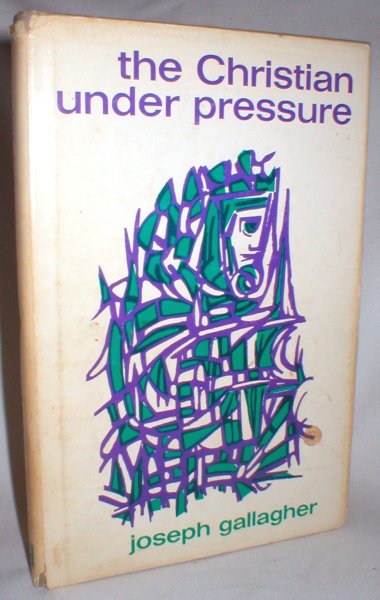 the Christian
under pressure
joseph gallagher